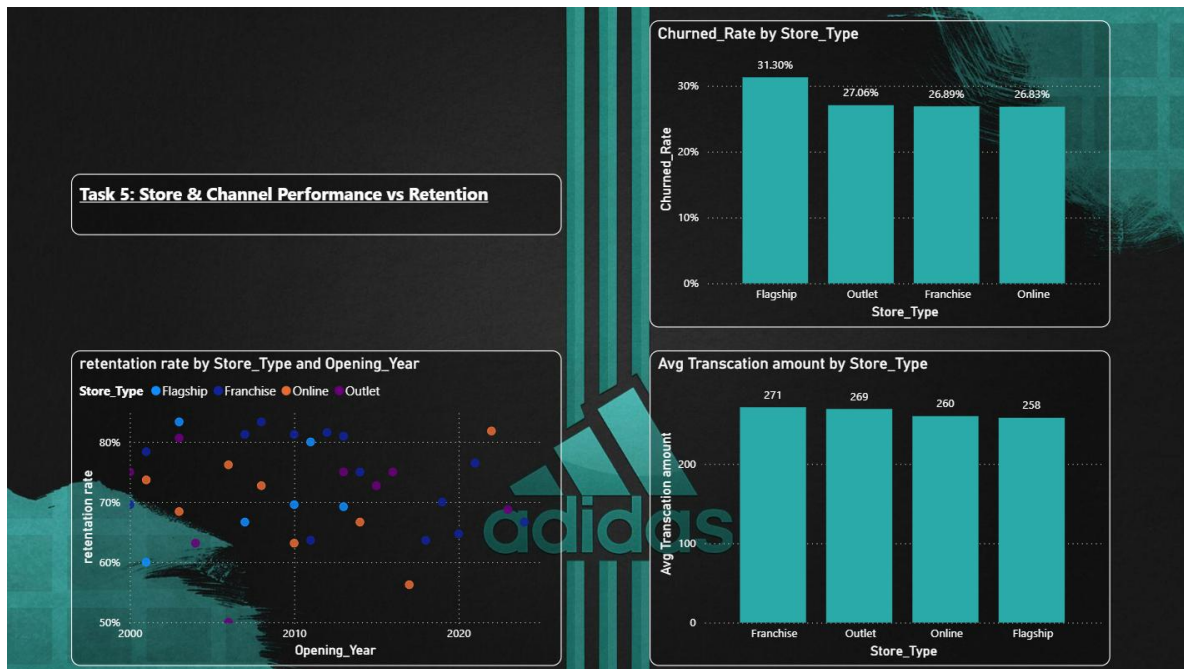 Task 5: Store & Channel Performance vs Retention
Churned_Rate by Store_Type
31.30%
27.06%
26.89%
26.83%
30%
20%
10%
0%
Churned_Rate
Flagship
Outlet
Franchise
Online
Store_Type
retentation rate by Store_Type and Opening_Year
Store_Type Flagship Franchise Online Outlet
80%
70%
60%
50%
retentation rate
2000
2010
2020
Opening_Year
adidas
Avg Transcation amount by Store_Type
271
269
260
258
200
100
0
Avg Transcation amount
Franchise
Outlet
Online
Flagship
Store_Type